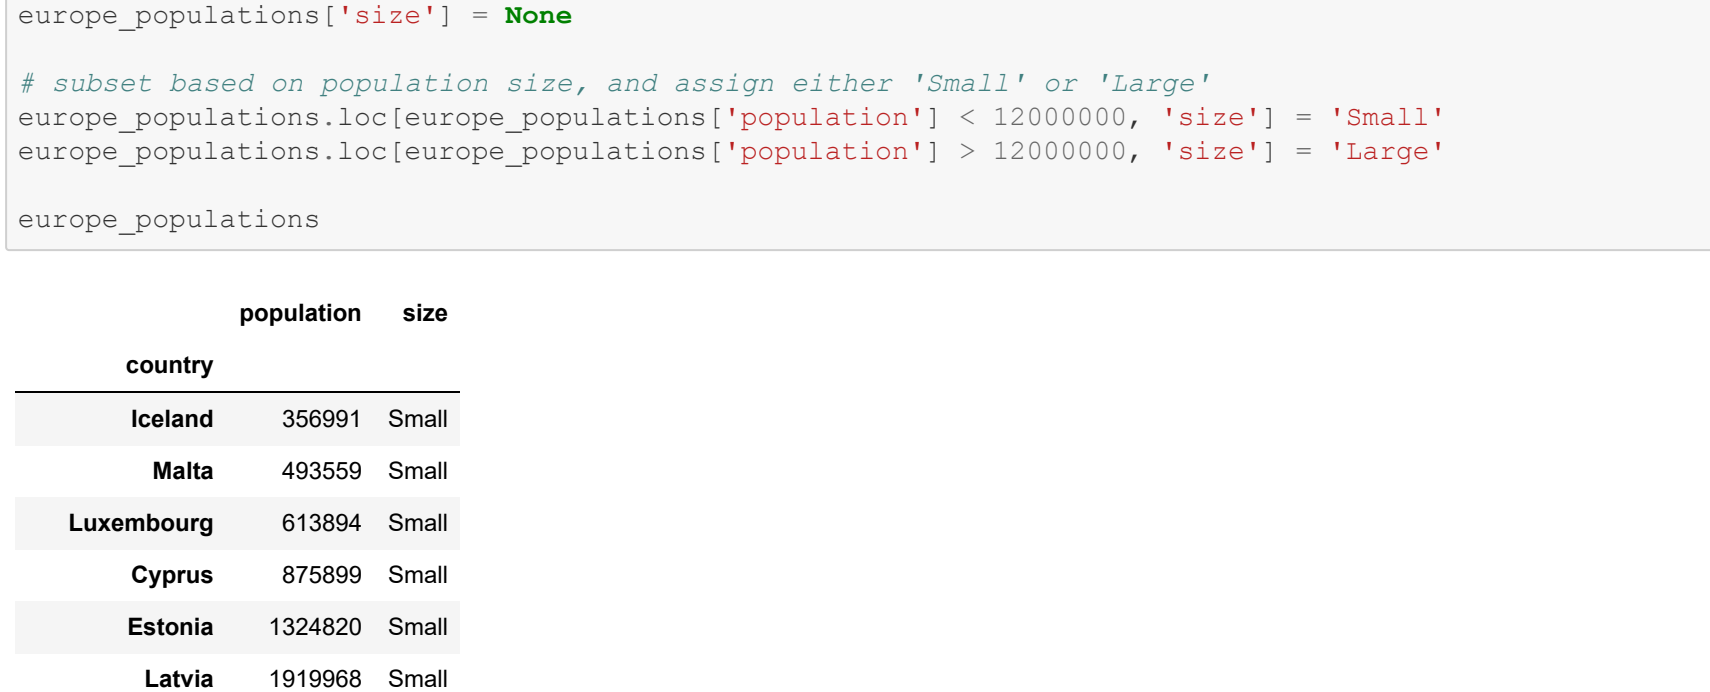 europe_populations['size'] = None
# subset based on population size, and assign either 'Small' or 'Large'
europe_populations.loc[europe_populations['population'] < 12000000, 'size'] = 'Small'
europe_populations.loc[europe_populations['population'] > 12000000, 'size'] = 'Large'
europe_populations
population size
country
Iceland 356991 Small
Malta 493559 Small
Luxembourg 613894 Small
Cyprus 875899 Small
Estonia 1324820 Small
Latvia 1919968 Small